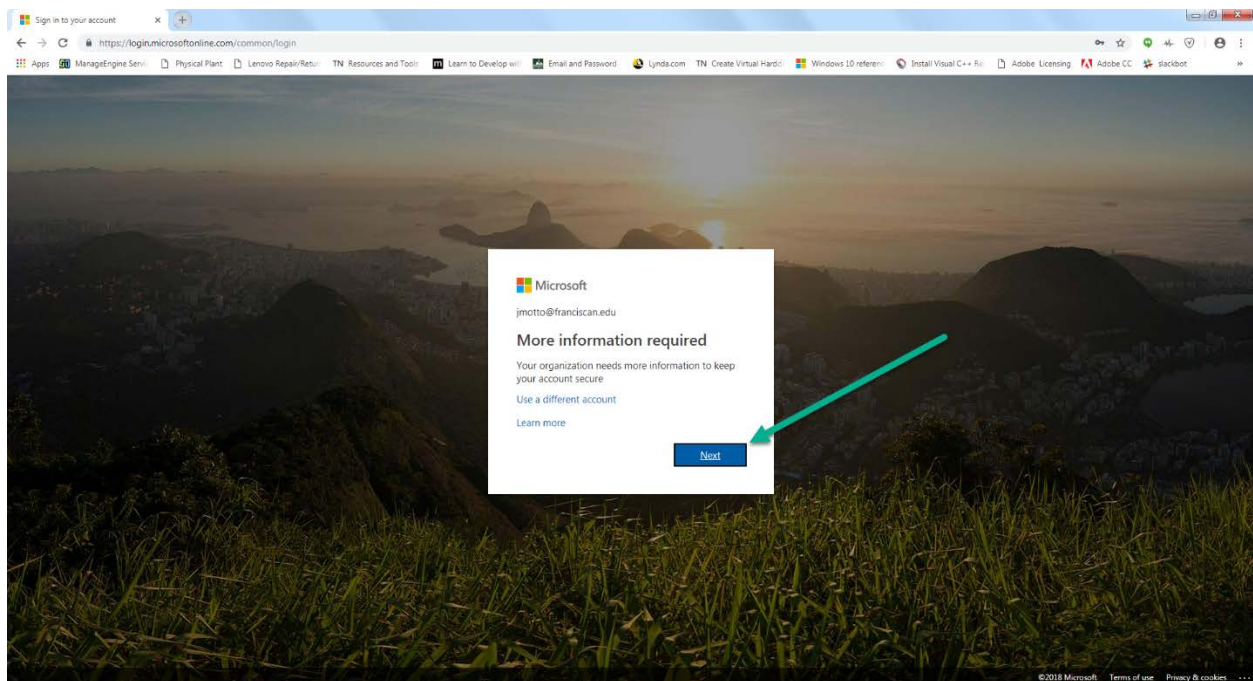 Sign in to your account
https://login.microsoftonline.com/common/login
Apps ManageEngine Servi Physical Plant Lenovo Repair/Retur TN Resources and Tools Learn to Develop wit Email and Password Lynda.com TN Create Virtual Hardd Windows 10 referenc Install Visual C++ Re Adobe Licensing Adobe CC slackbot
Microsoft
jmotto@franciscan.edu
More information required
Your organization needs more information to keep
your account secure
Use a different account
Learn more
Next
©2018 Microsoft Terms of use Privacy & cookies ...